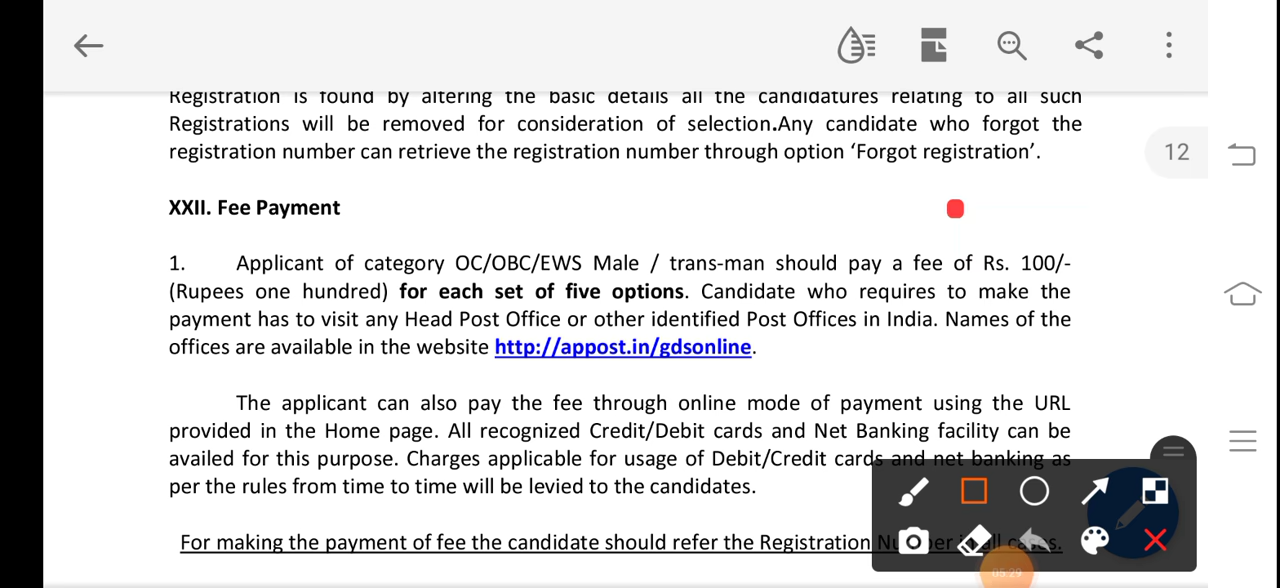 Registration is found by altering the basic details all the candidatures relating to all such
Registrations will be removed for consideration of selection.Any candidate who forgot the
registration number can retrieve the registration number through option ‘Forgot registration’.
12
XXII. Fee Payment
1. Applicant of category OC/OBC/EWS Male / trans-man should pay a fee of Rs. 100/-
(Rupees one hundred) for each set of five options. Candidate who requires to make the
payment has to visit any Head Post Office or other identified Post Offices in India. Names of the
offices are available in the website http://appost.in/gdsonline.
The applicant can also pay the fee through online mode of payment using the URL
provided in the Home page. All recognized Credit/Debit cards and Net Banking facility can be
availed for this purpose. Charges applicable for usage of Debit/Credit cards and net banking as
per the rules from time to time will be levied to the candidates.
For making the payment of fee the candidate should refer the Registration Number in all cases.
05:29